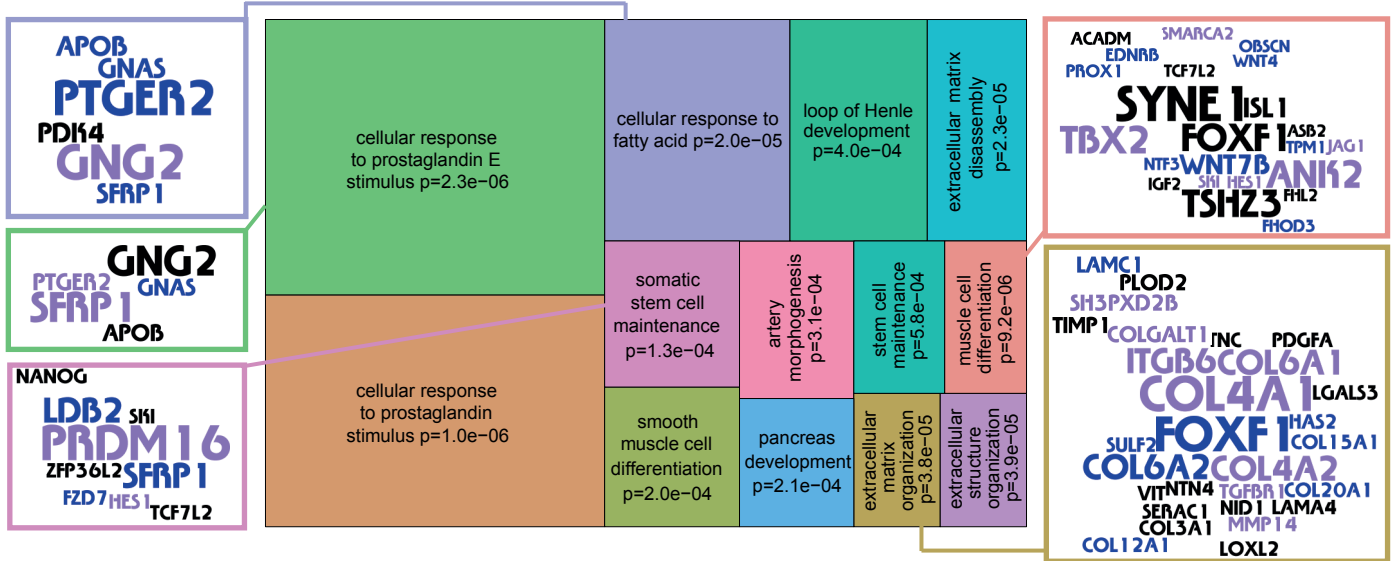 APOB
GNAS
PTGER2
PDK4
GNG2
SFRP1
GNG2
PTGER2
GNAS
SFRP1
APOB
NANOG
LDB2 SKI
PRDM16
ZFP36L2 SFRP1
FZD7 HES1
TCF7L2
cellular response
to prostaglandin E
stimulus p=2.3e−06
cellular response
to prostaglandin
stimulus p=1.0e−06
cellular response to
fatty acid p=2.0e−05
loop of Henle
development
p=4.0e−04
extracellular matrix
disassembly
p=2.3e−05
somatic
stem cell
maintenance
p=1.3e−04
artery
morphogenesis
p=3.1e−04
stem cell
maintenance
p=5.8e−04
muscle cell
differentiation
p=9.2e−06
smooth
muscle cell
differentiation
p=2.0e−04
pancreas
development
p=2.1e−04
extracellular
matrix
organization
p=3.8e−05
extracellular
structure
organization
p=3.9e−05
ACADM SMARCA2
EDNRB OBSCN
WNT4
PROX1 TCF7L2
SYNE1 ISL1
TBX2 FOXF1 ASB2
TPM1 JAG1
NTF3 WNT7B ANK2
IGF2 SKI HES1
TSHZ3 FHL2
FHOD3
LAMC1
PLOD2
SH3PXD2B
TIMP1
COLGALT1 TNC PDGFA
ITGB6 COL6A1
COL4A1 LGALS3
FOXF1 HAS2
SULF2 COL15A1
COL6A2 COL4A2
VIT NTN4 TGFBR1 COL20A1
SERAC1 NID1 LAMA4
COL3A1 MMP14
COL12A1 LOXL2